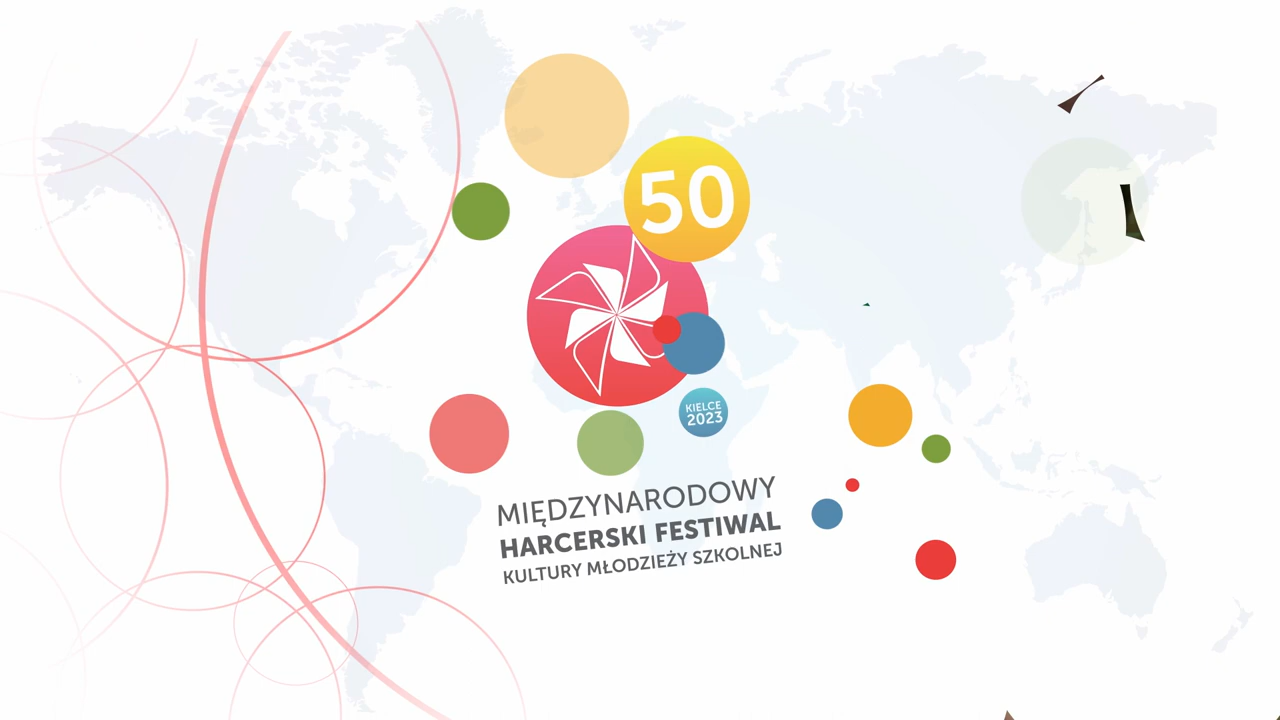 50
KIELCE
2023
MIĘDZYNARODOWY
HARCERSKI FESTIWAL
KULTURY MŁODZIEŻY SZKOLNEJ